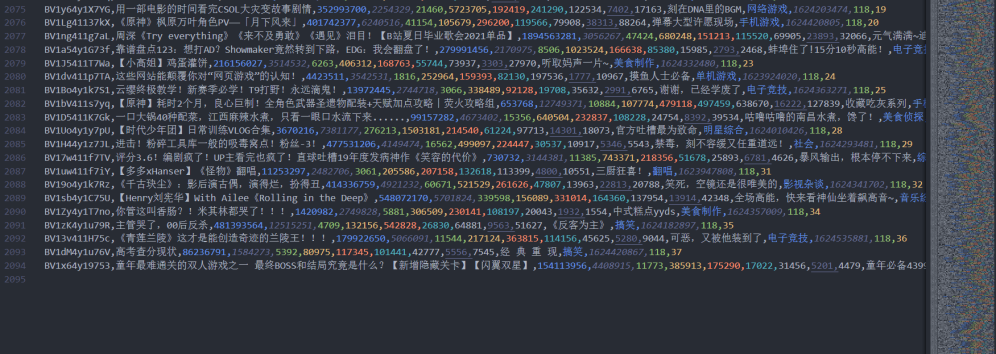 2075 BV1y64y1X7YG,用一部电影的时间看完CSOL大灾变故事剧情,352993700,2254329,21460,5723705,192419,241290,122534,7402,17163,刻在DNA里的BGM,网络游戏,1624203474,118,19
2076 BV1Lg41137kX,《原神》枫原万叶角色PV——「月下风来」,401742377,6240516,41154,105679,296200,119566,79908,38313,88264,弹幕大型许愿现场,手机游戏,1624420805,118,20
2077 BV1ng411g7aL,周深《Try everything》《来不及勇敢》《遇见》泪目!【B站夏日毕业歌会2021单品】,1894563281,3056267,47424,680248,151213,115520,69905,23893,32066,元气满满~
2078 BV1a54y1G73f,靠谱盘点123：想打AD？Showmaker竟然转到下路，EDG：我会翻盘了!,279991456,2170975,8506,1023524,166638,85380,15985,2793,2468,蚌埠住了!15分10秒高能!,电子竞
2079 BV1J5411T7Wa,【小高姐】鸡蛋灌饼,216156017,3514532,6263,406312,168763,55744,73937,3303,27970,听取妈声一片~,美食制作,1624332480,118,23
2080 BV1dv411p7TA,这些网站能颠覆你对“网页游戏”的认知!,4423511,3542531,1816,252964,159393,82130,197536,1777,10967,摸鱼人士必备,单机游戏,1623924020,118,24
2081 BV1Bo4y1k7S1,云缨终极教学! 新赛季必学! T9打野! 永远滴鬼!,13972445,2744718,3066,338489,92128,19708,35632,2991,6765,谢谢，已经学废了,电子竞技,1624363271,118,25
2082 BV1bV411s7yq,【原神】耗时2个月，良心巨制! 全角色武器圣遗物配装+天赋加点攻略｜荧火攻略组,653768,12749371,10884,107774,479118,497459,638670,16222,127839,收藏吃灰系列,手
2083 BV1D5411K7Gk,一口大锅40种配菜，江西麻辣水煮，只看一眼口水流下来......,99157282,4673402,15356,640504,232837,108228,24754,8392,39534,咕噜咕噜的南昌水煮，馋了!,美食侦探
2084 BV1Uo4y1y7pU,【时代少年团】日常训练VLOG合集,3670216,7381177,276213,1503181,214540,61224,97713,14301,18073,官方吐槽最为致命,明星综合,1624010426,118,28
2085 BV1H44y1z7JL,进击! 粉碎工具库一般的吸毒窝点! 粉丝-3!,477531206,4149474,16562,499097,224447,30537,10917,5346,5543,禁毒，刻不容缓又任重道远!,社会,1624293481,118,29
2086 BV17w411f7TV,评分3.6! 编剧疯了! UP主看完也疯了! 直球吐槽19年度发病神作《笑容的代价》,730732,3144381,11385,743371,218356,51678,25893,6781,4626,暴风输出，根本停不下来,综
2087 BV1uw411f7iY,【多多xHanser】《怪物》翻唱,11253297,2482706,3061,205586,207158,132618,113399,4800,10551,三厨狂喜!,翻唱,1623947808,118,31
2088 BV19o4y1k7Rz,《千古玦尘》：影后演古偶，演得烂，扮得丑,414336759,4921232,60671,521529,261626,47807,13963,22813,20788,笑死，空镜还是很唯美的,影视杂谈,1624341702,118,32
2089 BV1sb4y1C75U,【Henry刘宪华】With Ailee《Rolling in the Deep》,548072170,5701824,339598,156089,331014,164360,137954,13914,42348,全场高能，快来看神仙坐着飙高音~,音乐综
2090 BV1Zy4y1T7no,你管这叫香肠?! 米其林都哭了!!!!,1420982,2749828,5881,306509,230141,108197,20043,1932,1554,中式糕点yyds,美食制作,1624357009,118,34
2091 BV1zK4y1u79R,主管哭了，00后反杀,481393564,12515251,4709,132156,542828,26830,64881,9563,51627,《反客为主》,搞笑,1624182897,118,35
2092 BV13v411H75c,《青莲兰陵》这才是能创造奇迹的兰陵王!!!!,179922650,5066091,11544,217124,363815,114156,45625,5280,9044,可恶，又被他装到了,电子竞技,1624535881,118,36
2093 BV1dM4y1u76V,高考查分现状,86236791,1584273,5392,80975,117345,101441,42777,5556,7545,经 典 重 现,搞笑,1624420867,118,37
2094 BV1x64y19753,童年最难通关的双人游戏之一 最终BOSS和结局究竟是什么？【新增隐藏关卡】【闪翼双星】,154113956,4408915,11773,385913,175290,17022,31456,5201,4479,童年必备4399
2095